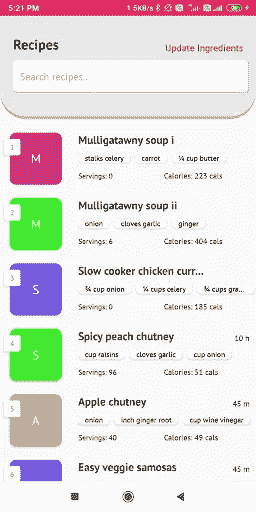 5:21 PM 1.5KB/s
Recipes
Update Ingredients
Search recipes..
1
M
Mulligatawny soup i
stalks celery carrot ¼ cup butter
Servings: 0 Calories: 223 cals
2
M
Mulligatawny soup ii
onion cloves garlic ginger
Servings: 6 Calories: 404 cals
3
S
Slow cooker chicken curr...
¾ cup onion ¾ cups celery ¾ cups gra...
Servings: 0 Calories: 185 cals
4
S
Spicy peach chutney 10 h
cup raisins cloves garlic cup onion
Servings: 96 Calories: 51 cals
5
A
Apple chutney 45 m
onion inch ginger root cup wine vinegar
Servings: 40 Calories: 49 cals
6
Easy veggie samosas 45 m